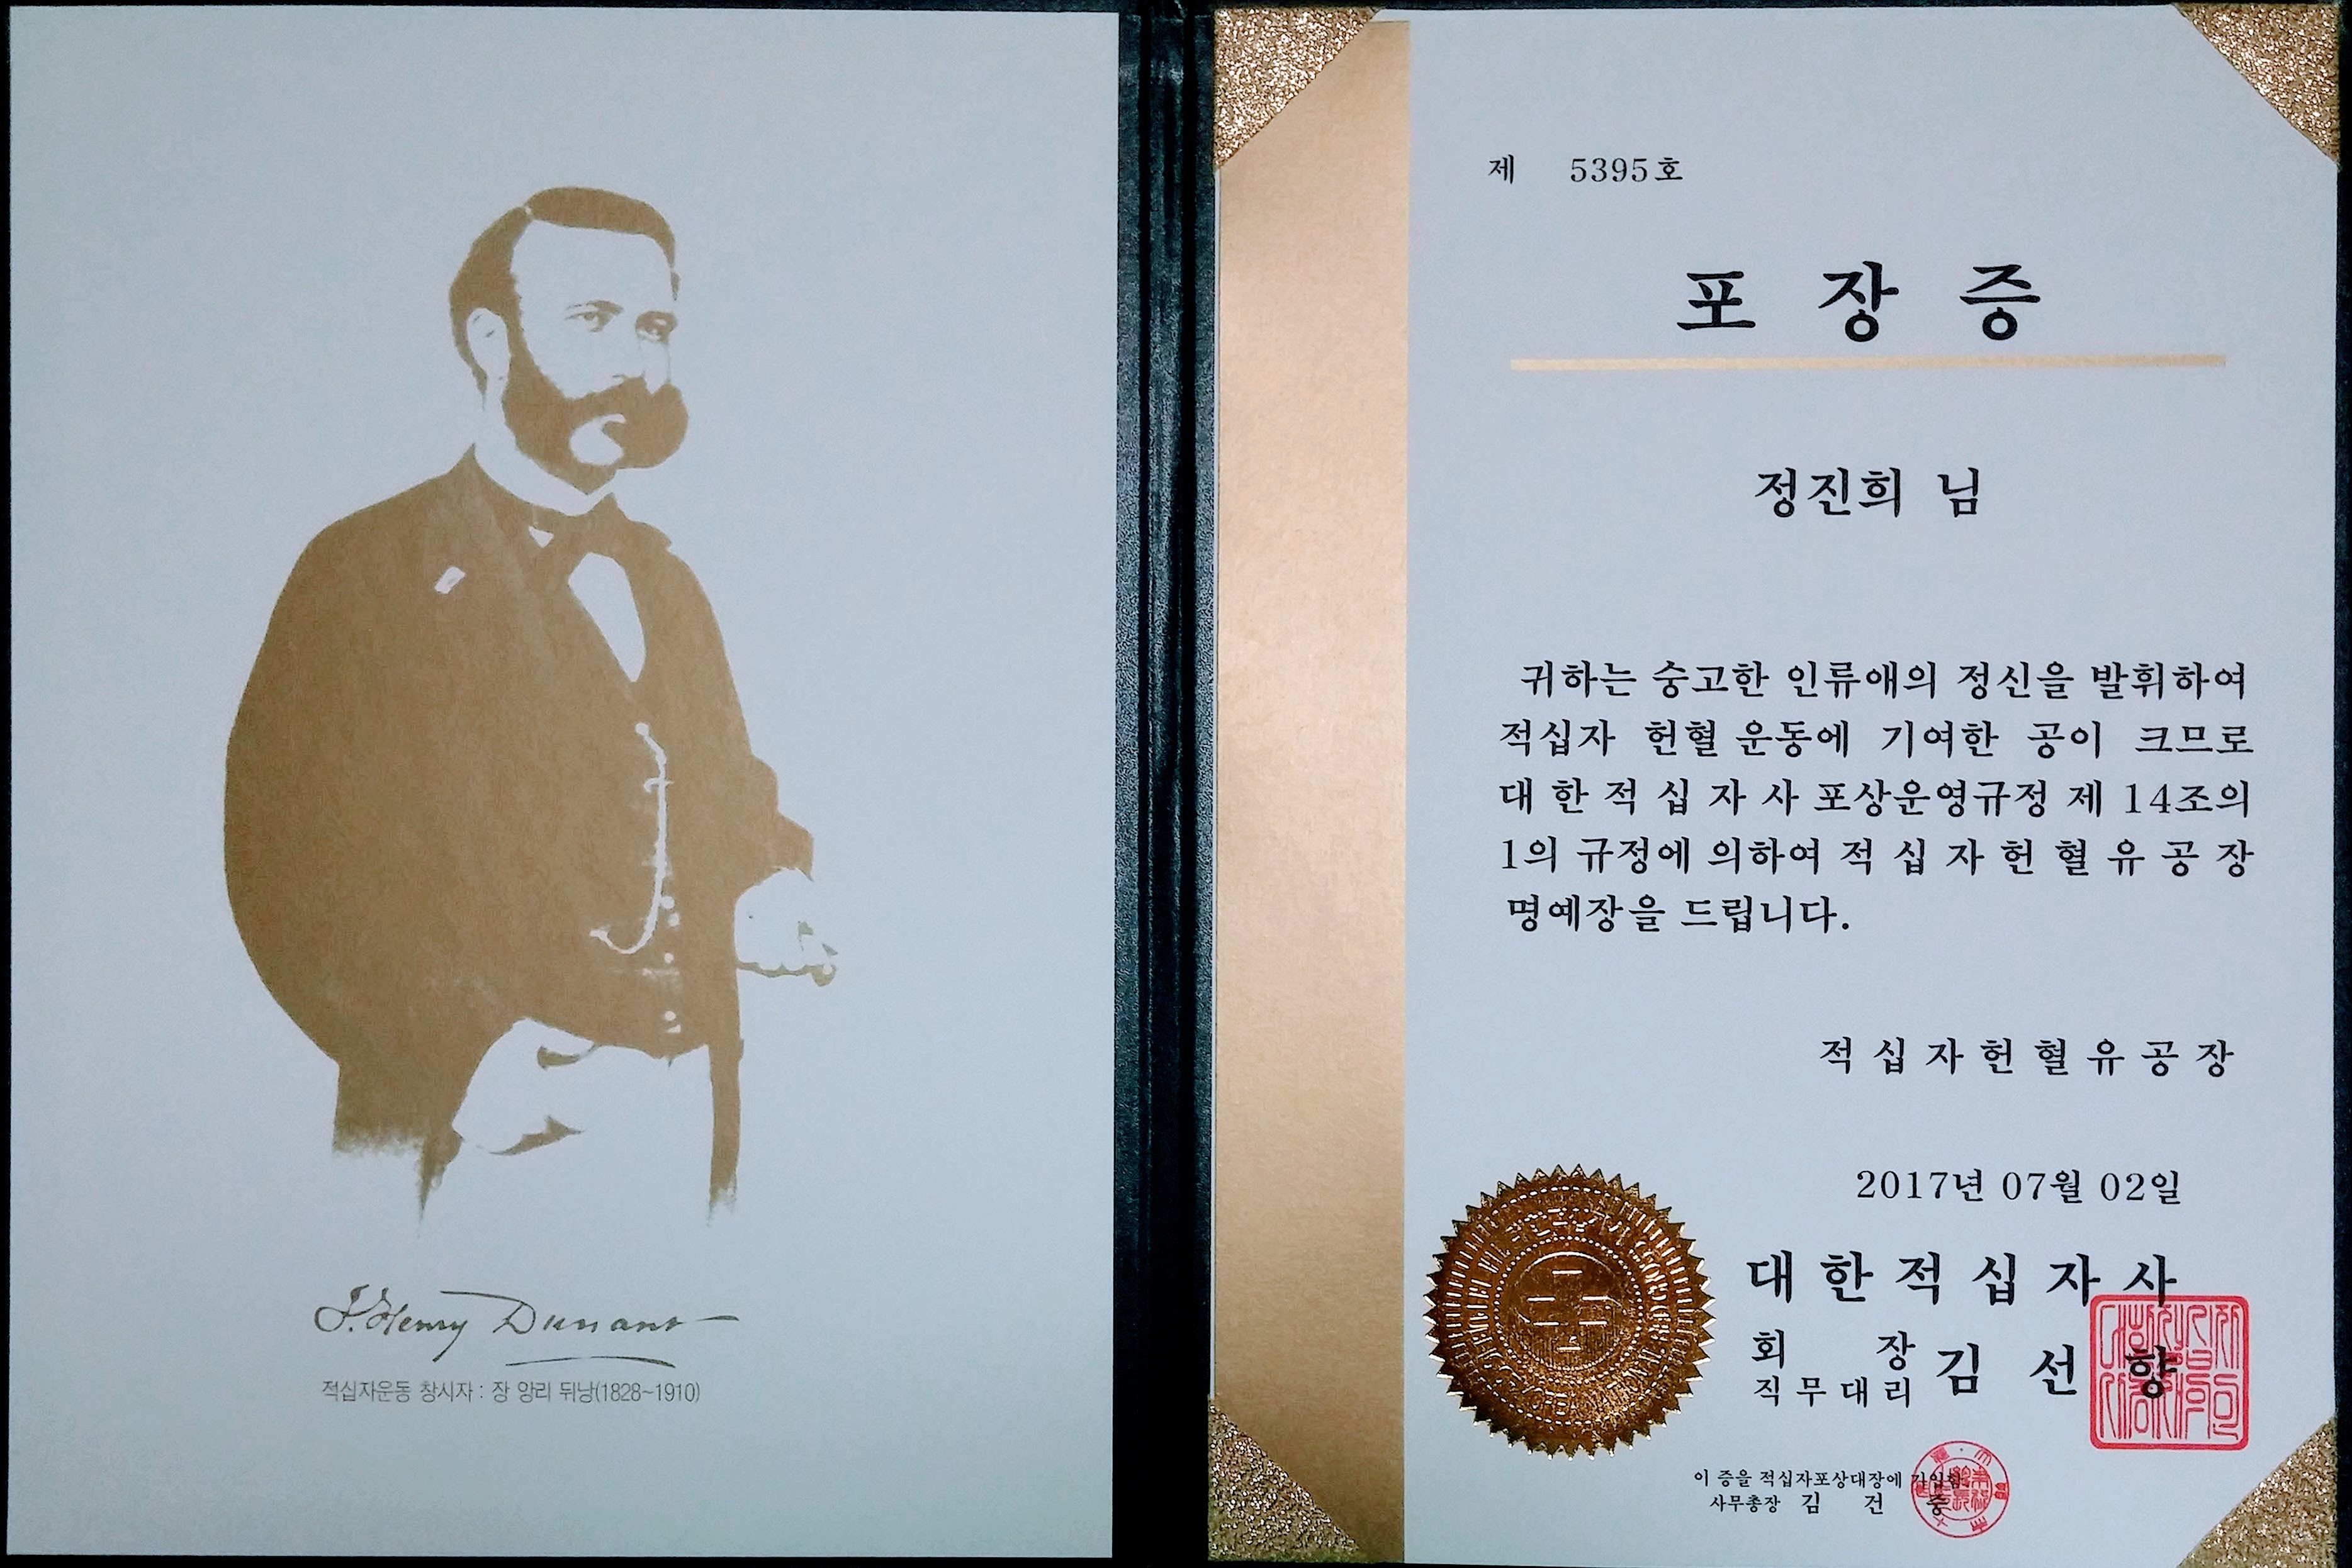 J. Henry Dunant
적십자운동 창시자 : 장 앙리 뒤낭(1828~1910)
제 5395호
포 장 증
정진희 님
귀하는 숭고한 인류애의 정신을 발휘하여
적십자 헌혈 운동에 기여한 공이 크므로
대 한 적 십 자 사 포상운영규정 제 14조의
1의 규정에 의하여 적 십 자 헌 혈 유 공 장
명예장을 드립니다.
적 십 자 헌 혈 유 공 장
2017년 07월 02일
대 한 적 십 자 사
회 장
직 무 대 리 김 선 향
이 증을 적십자포상대장에 기입함.
사무총장 김 건 중